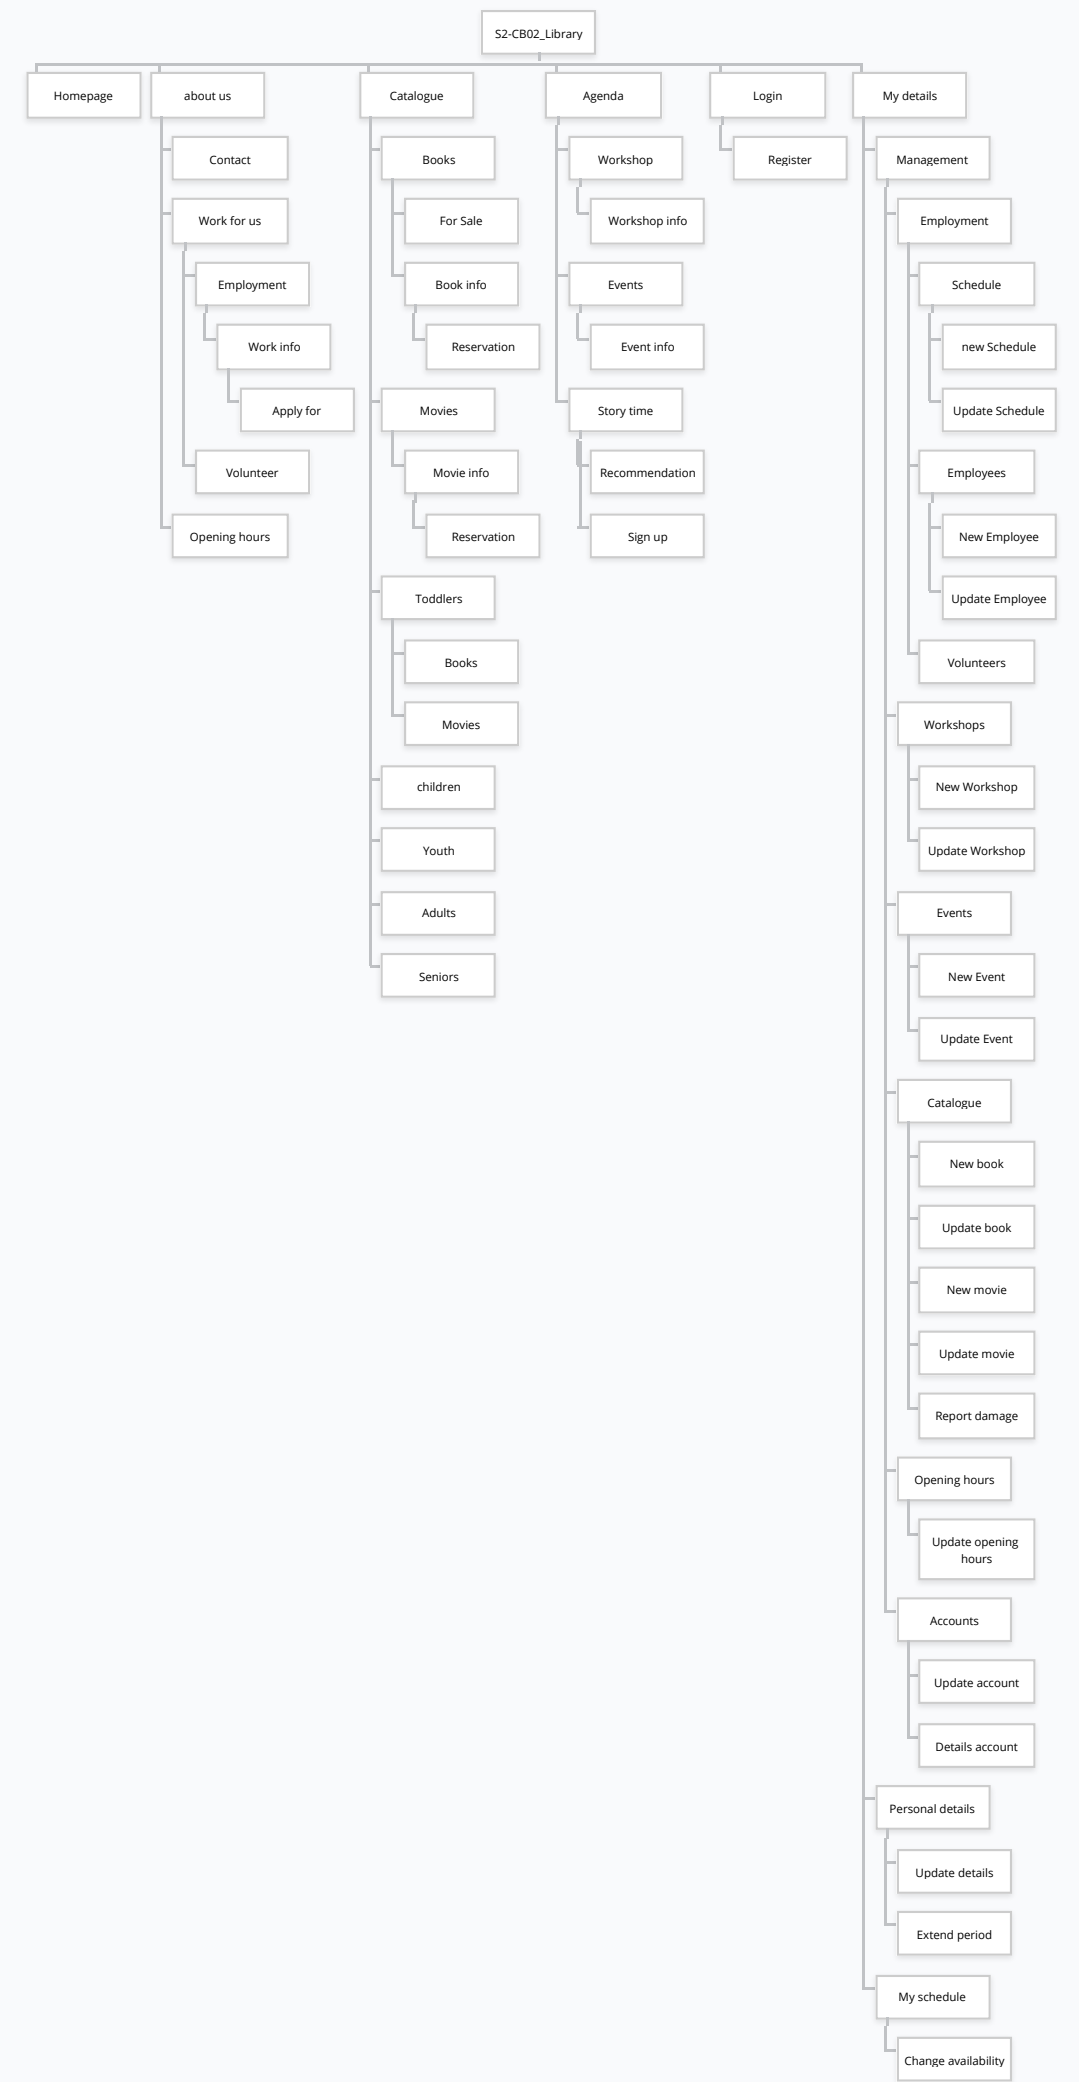 S2-CB02_Library
Homepage
about us
Contact
Work for us
Employment
Work info
Apply for
Volunteer
Opening hours
Catalogue
Books
For Sale
Book info
Reservation
Movies
Movie info
Reservation
Toddlers
Books
Movies
children
Youth
Adults
Seniors
Agenda
Workshop
Workshop info
Events
Event info
Story time
Recommendation
Sign up
Login
Register
My details
Management
Employment
Schedule
new Schedule
Update Schedule
Employees
New Employee
Update Employee
Volunteers
Workshops
New Workshop
Update Workshop
Events
New Event
Update Event
Catalogue
New book
Update book
New movie
Update movie
Report damage
Opening hours
Update opening
hours
Accounts
Update account
Details account
Personal details
Update details
Extend period
My schedule
Change availability